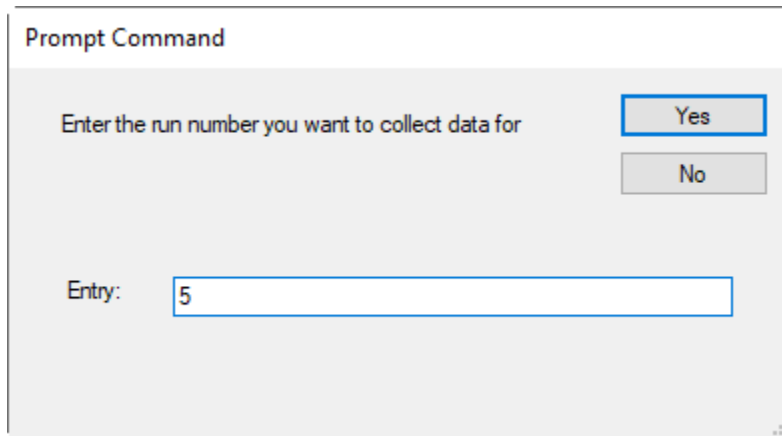 Prompt Command
Enter the run number you want to collect data for
Yes
No
Entry:
5